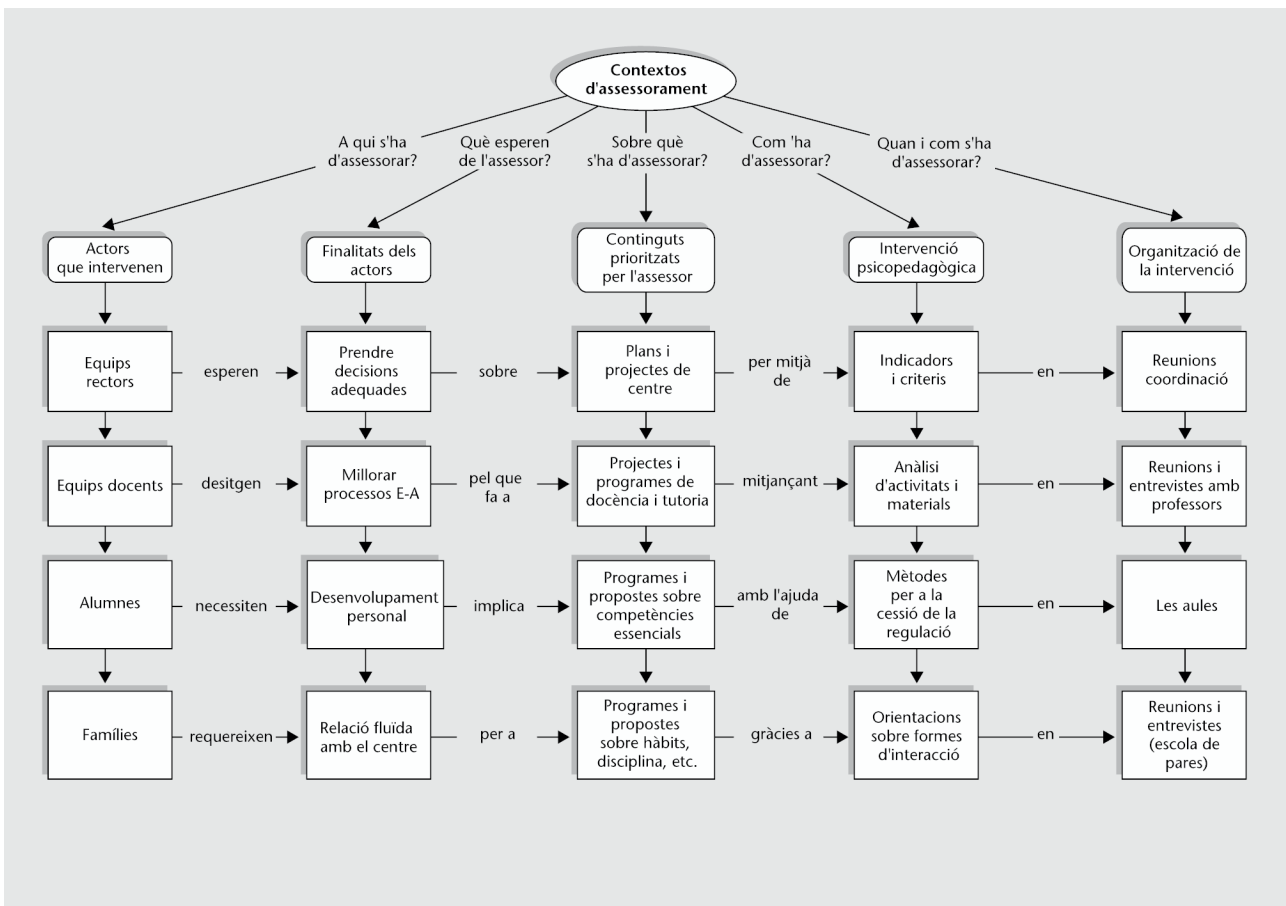 Contextos
d'assessorament
A qui s'ha
d'assessorar?
Què esperen
de l'assessor?
Sobre què
s'ha d'assessorar?
Com 'ha
d'assessorar?
Quan i com s'ha
d'assessorar?
Actors
que intervenen
Finalitats dels
actors
Continguts
prioritzats
per l'assessor
Intervenció
psicopedagògica
Organització de
la intervenció
Equips
rectors
esperen
Prendre
decisions
adequades
sobre
Plans i
projectes de
centre
per mitjà
de
Indicadors
i criteris
en
Reunions
coordinació
Equips docents
desitgen
Millorar
processos E-A
pel que
fa a
Projectes i
programes de
docència i tutoria
mitjançant
Anàlisi
d'activitats i
materials
en
Reunions i
entrevistes amb
professors
Alumnes
necessiten
Desenvolupament
personal
implica
Programes i
propostes sobre
competències
essencials
amb l'ajuda
de
Mètodes
per a la
cessió de la
regulació
en
Les aules
Famílies
requereixen
Relació fluïda
amb el centre
per a
Programes i
propostes
sobre hàbits,
disciplina, etc.
gràcies a
Orientacions
sobre formes
d'interacció
en
Reunions i
entrevistes
(escola de
pares)